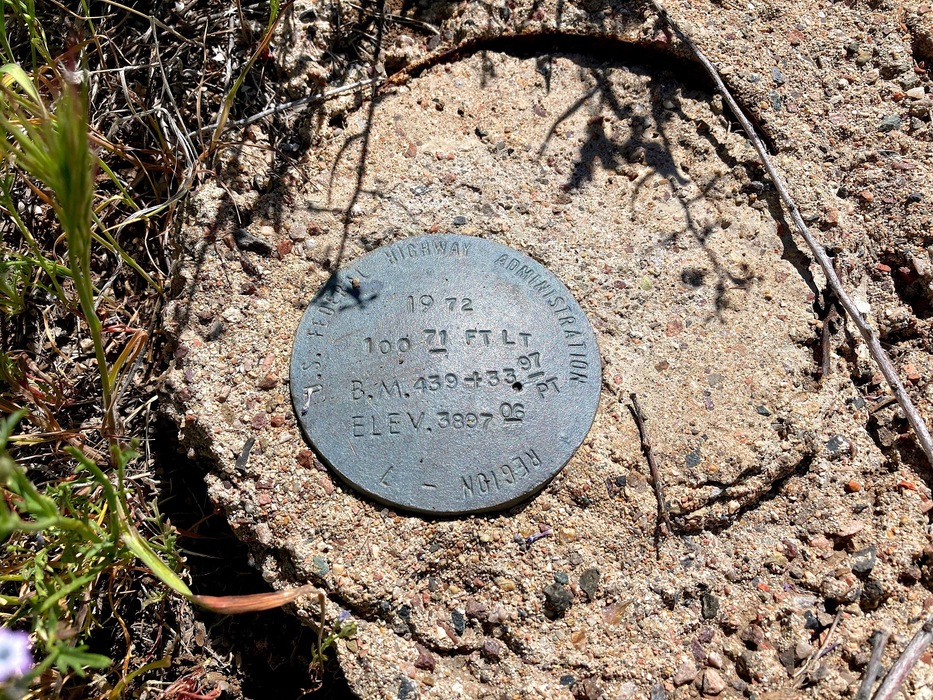 U.S. FEDERAL HIGHWAY ADMINISTRATION
1972
100 71 FT LT
B.M. 439+33 97 PT
ELEV. 3897 06
REGION - 7